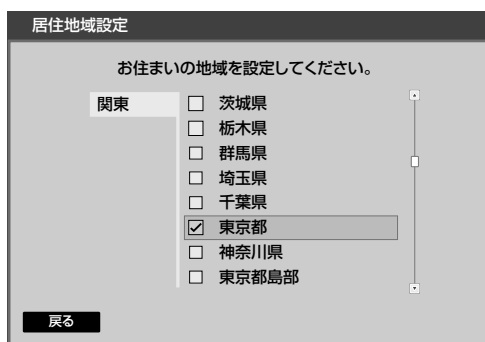 居住地域設定
お住まいの地域を設定してください。
関東
茨城県
栃木県
群馬県
埼玉県
千葉県
東京都
神奈川県
東京都島部
戻る